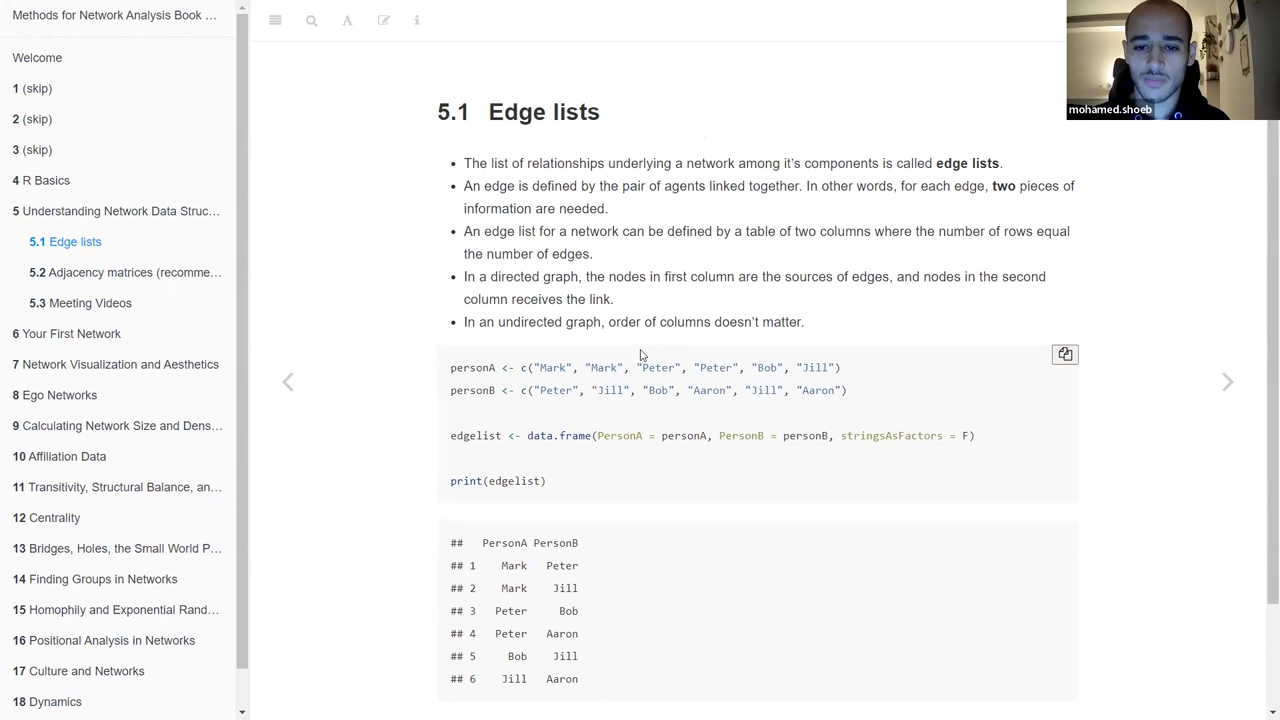 Methods for Network Analysis Book ...
Welcome
1 (skip)
2 (skip)
3 (skip)
4 R Basics
5 Understanding Network Data Struc...
5.1 Edge lists
5.2 Adjacency matrices (recomme...
5.3 Meeting Videos
6 Your First Network
7 Network Visualization and Aesthetics
8 Ego Networks
9 Calculating Network Size and Dens...
10 Affiliation Data
11 Transitivity, Structural Balance, an...
12 Centrality
13 Bridges, Holes, the Small World P...
14 Finding Groups in Networks
15 Homophily and Exponential Rand...
16 Positional Analysis in Networks
17 Culture and Networks
18 Dynamics
A
i
mohamed.shoeb
5.1 Edge lists
• The list of relationships underlying a network among it's components is called edge lists.
• An edge is defined by the pair of agents linked together. In other words, for each edge, two pieces of
information are needed.
• An edge list for a network can be defined by a table of two columns where the number of rows equal
the number of edges.
• In a directed graph, the nodes in first column are the sources of edges, and nodes in the second
column receives the link.
• In an undirected graph, order of columns doesn't matter.
personA <- c("Mark", "Mark", "Peter", "Peter", "Bob", "Jill")
personB <- c("Peter", "Jill", "Bob", "Aaron", "Jill", "Aaron")
edgelist <- data.frame(PersonA = personA, PersonB = personB, stringsAsFactors = F)
print(edgelist)
## PersonA PersonB
## 1 Mark Peter
## 2 Mark Jill
## 3 Peter Bob
## 4 Peter Aaron
## 5 Bob Jill
## 6 Jill Aaron